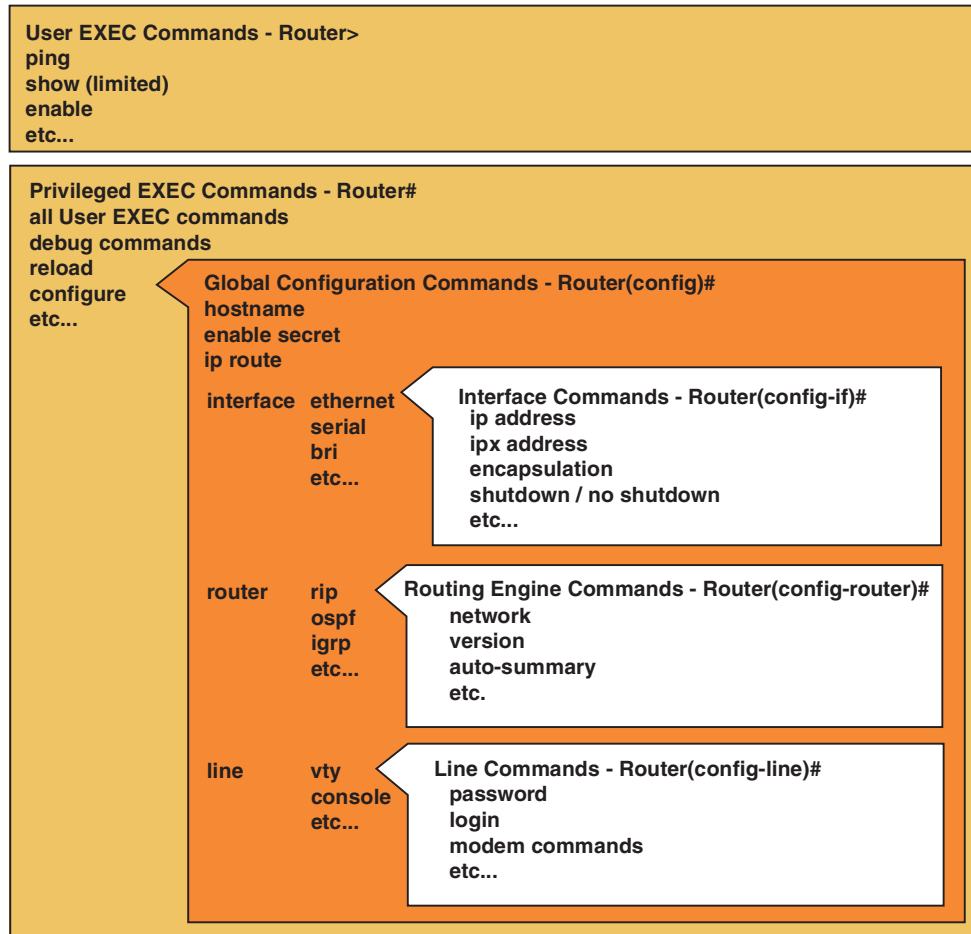 User EXEC Commands - Router>
ping
show (limited)
enable
etc...
Privileged EXEC Commands - Router#
all User EXEC commands
debug commands
reload
configure
etc...
Global Configuration Commands - Router(config)#
hostname
enable secret
ip route
interface ethernet
serial
bri
etc...
Interface Commands - Router(config-if)#
ip address
ipx address
encapsulation
shutdown / no shutdown
etc...
router rip
ospf
igrp
etc...
Routing Engine Commands - Router(config-router)#
network
version
auto-summary
etc.
line vty
console
etc...
Line Commands - Router(config-line)#
password
login
modem commands
etc...